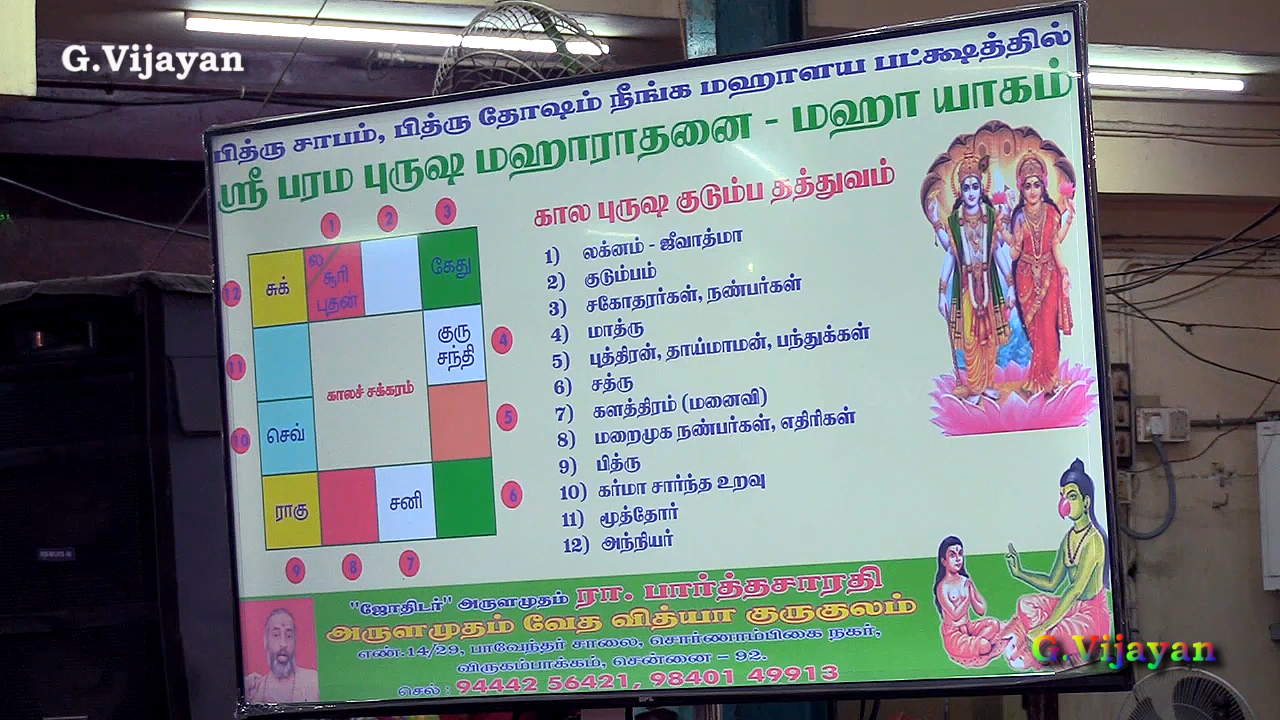 G.Vijayan
பித்ரு சாபம், பித்ரு தோஷம் நீங்க மஹாளய பட்க்ஷத்தில்
ஸ்ரீ பரம புருஷ மஹாராதனை - மஹா யாகம்
கால புருஷ குடும்ப தத்துவம்
1 2 3
12 சுக் ல சூரி புதன் கேது
குரு சந்தி 4
11
காலச் சக்கரம்
5
10 செவ்
ராகு சனி 6
9 8 7
1) லக்னம் - ஜீவாத்மா
2) குடும்பம்
3) சகோதரர்கள், நண்பர்கள்
4) மாத்ரு
5) புத்திரன், தாய்மாமன், பந்துக்கள்
6) சத்ரு
7) களத்திரம் (மனைவி)
8) மறைமுக நண்பர்கள், எதிரிகள்
9) பித்ரு
10) கர்மா சார்ந்த உறவு
11) மூத்தோர்
12) அந்நியர்
"ஜோதிடர்" அருளமுதம் ரா. பார்த்தசாரதி
அருளமுதம் வேத வித்யா குருகுலம்
எண்.14/29, பாவேந்தர் சாலை, சொர்ணாம்பிகை நகர்,
விருகம்பாக்கம், சென்னை – 92.
செல் : 94442 56421, 98401 49913
G.Vijayan